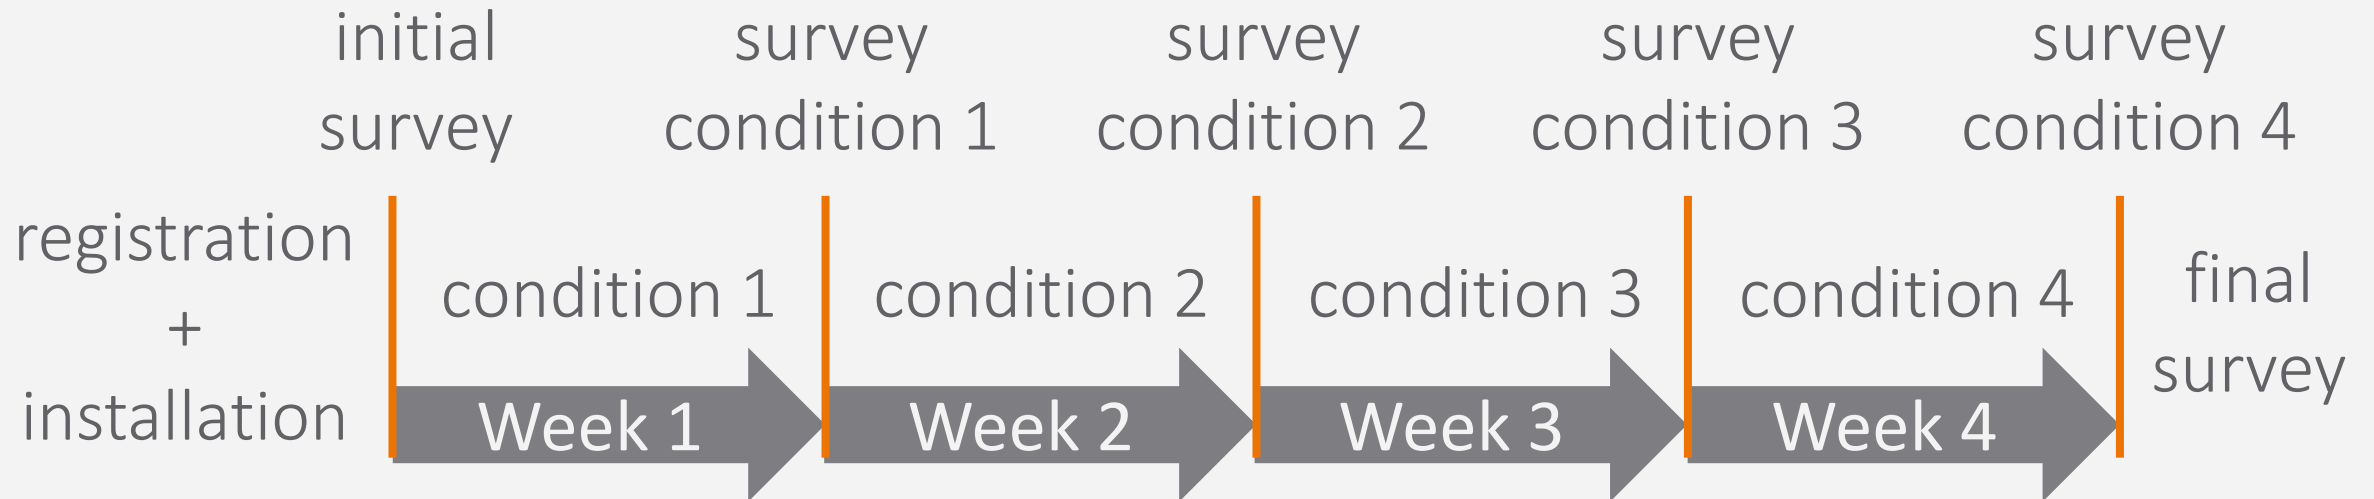 initial
survey
survey
condition 1
survey
condition 2
survey
condition 3
survey
condition 4
registration
+
installation
condition 1
condition 2
condition 3
condition 4
final
survey
Week 1
Week 2
Week 3
Week 4